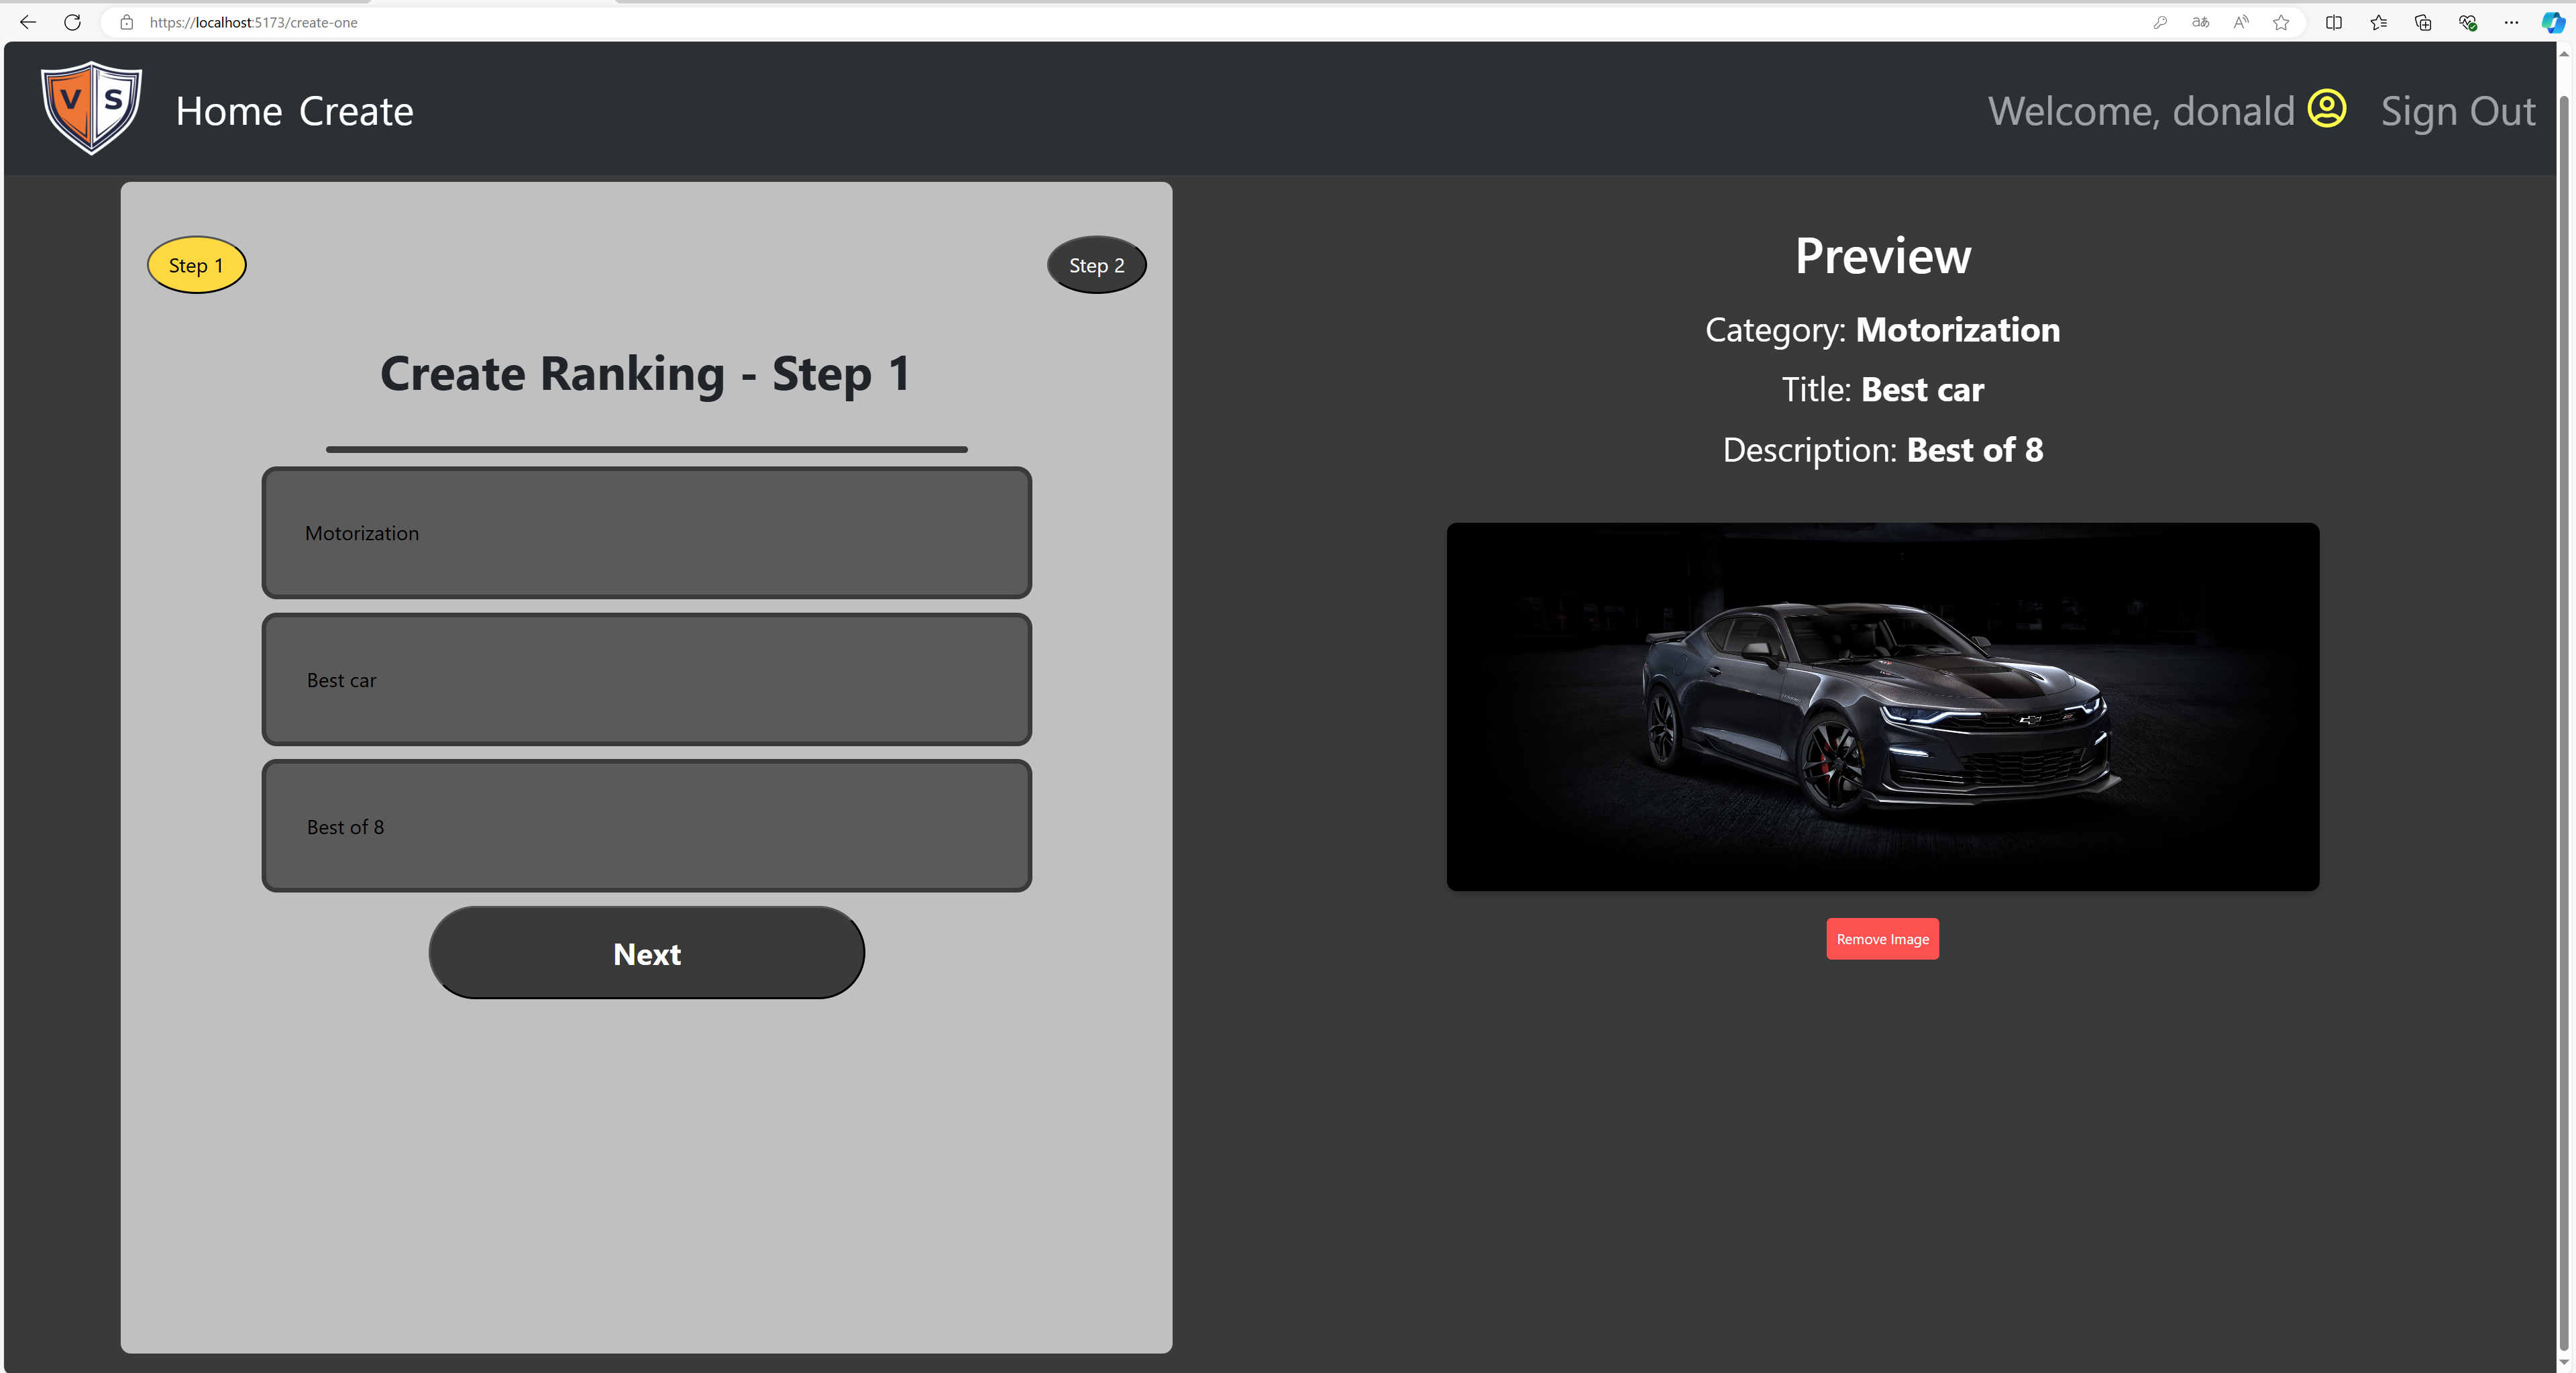 https://localhost:5173/create-one
V S
Home Create
Welcome, donald
Sign Out
Step 1
Step 2
Create Ranking - Step 1
Motorization
Best car
Best of 8
Next
Preview
Category: Motorization
Title: Best car
Description: Best of 8
Remove Image